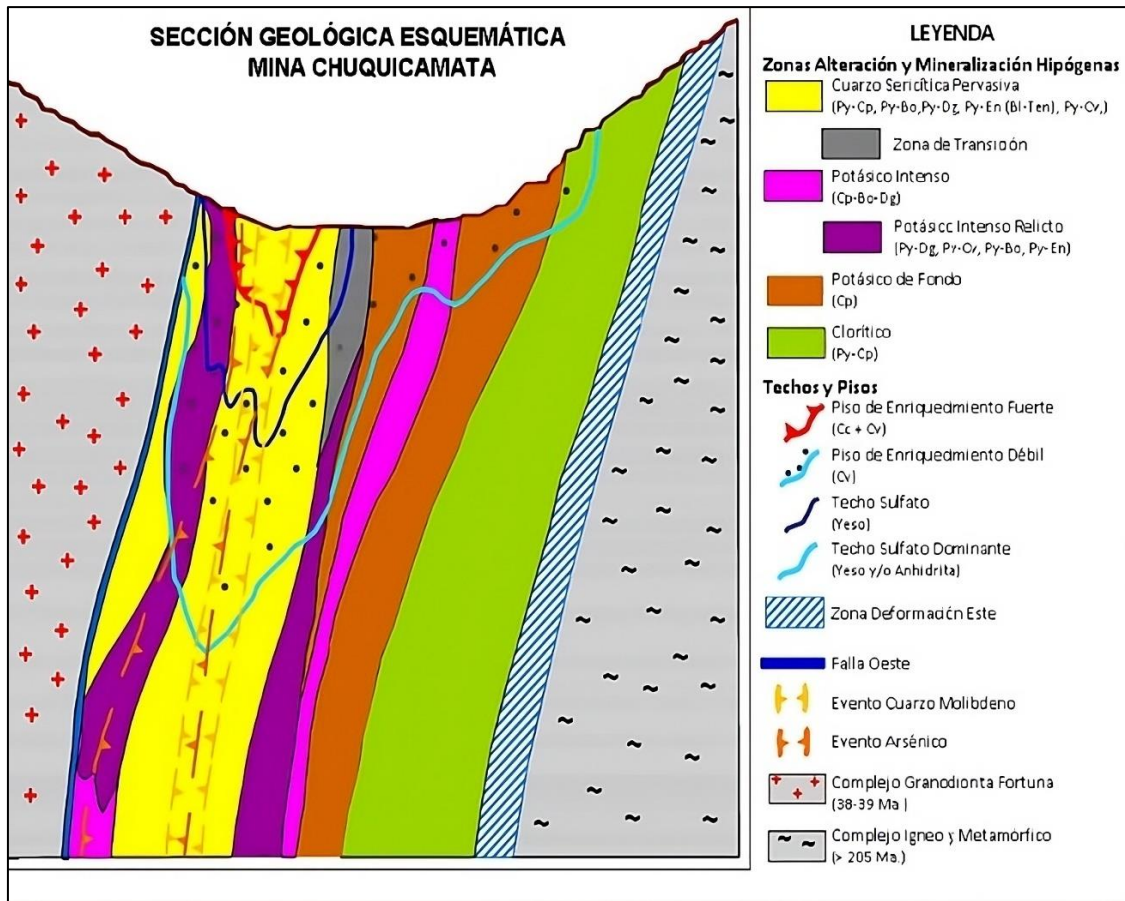 SECCIÓN GEOLÓGICA ESQUEMÁTICA
MINA CHUQUICAMATA
LEYENDA
Zonas Alteración y Mineralización Hipógenas
Cuarzo Sericítica Pervasiva
(Py-Cp, Py-Bo,Py-Dg, Py-En (Bl-Ten), Py-Cv,)
Zona de Transición
Potásico Intenso
(Cp-Bo-Dg)
Potásicc Intenso Relicto
(Py-Dg, Py-Cv, Py-Bo, Py-En)
Potásico de Fondo
(Cp)
Clorítico
(Py-Cp)
Techos y Pisos
Piso de Enriquecimiento Fuerte
(Cc + Cv)
Piso de Enriquecimiento Débil
(Cv)
Techo Sulfato
(Yeso)
Techo Sulfato Dominante
(Yeso y/o Anhidrita)
Zona Deformación Este
Falla Oeste
Evento Cuarzo Molibdeno
Evento Arsénico
Complejo Granodionta Fortuna
(38-39 Ma )
Complejo Igneo y Metamórfico
(> 205 Ma.)